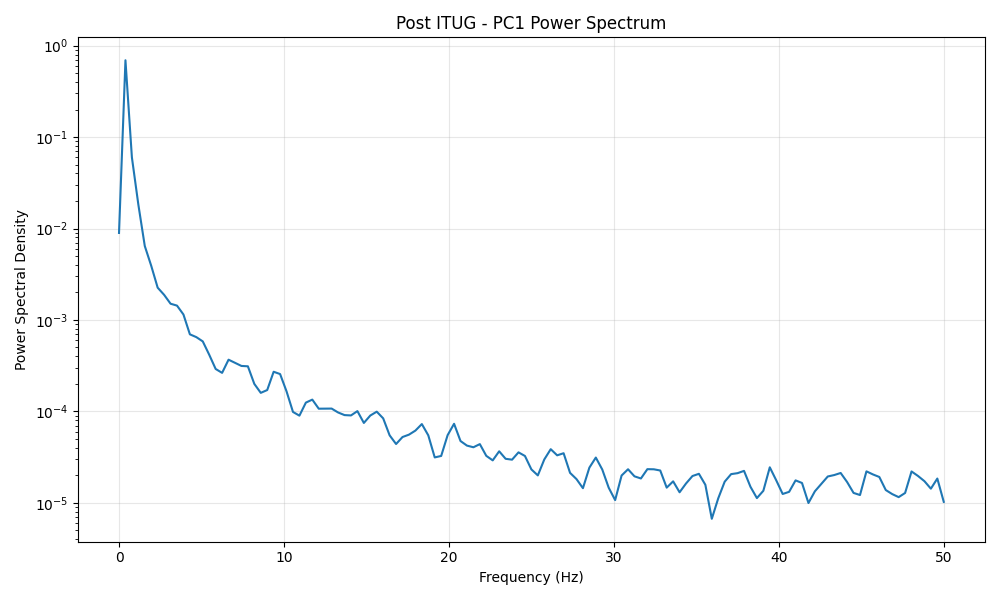 Post ITUG - PC1 Power Spectrum
Power Spectral Density
10⁰
10⁻¹
10⁻²
10⁻³
10⁻⁴
10⁻⁵
0 10 20 30 40 50
Frequency (Hz)